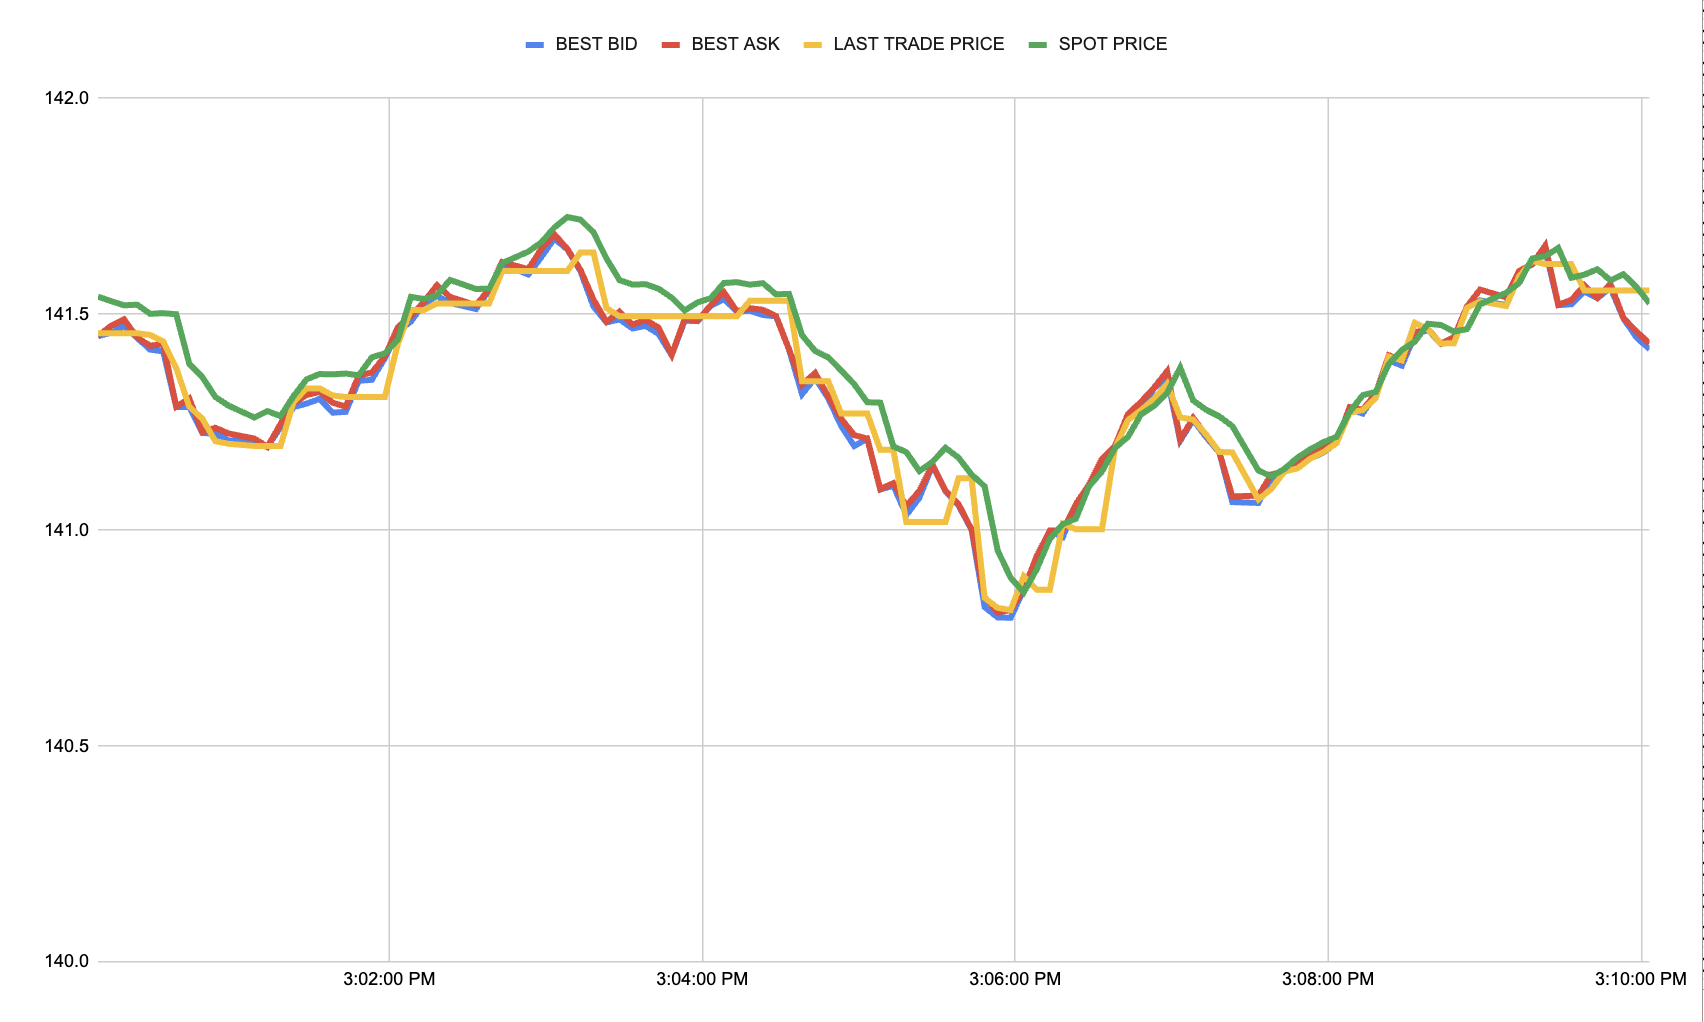 BEST BID BEST ASK LAST TRADE PRICE SPOT PRICE
142.0
141.5
141.0
140.5
140.0
3:02:00 PM 3:04:00 PM 3:06:00 PM 3:08:00 PM 3:10:00 PM